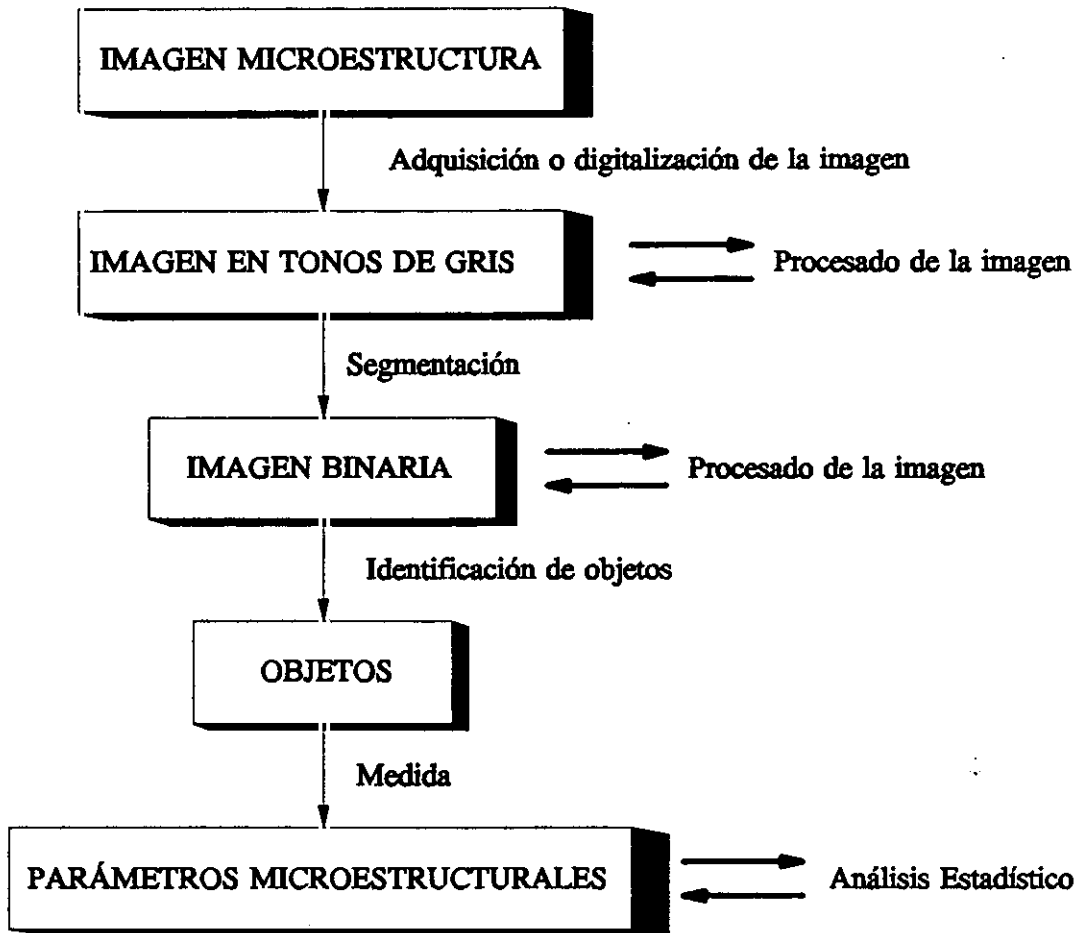 IMAGEN MICROESTRUCTURA
Adquisición o digitalización de la imagen
IMAGEN EN TONOS DE GRIS
Procesado de la imagen
Segmentación
IMAGEN BINARIA
Procesado de la imagen
Identificación de objetos
OBJETOS
Medida
PARÁMETROS MICROESTRUCTURALES
Análisis Estadístico